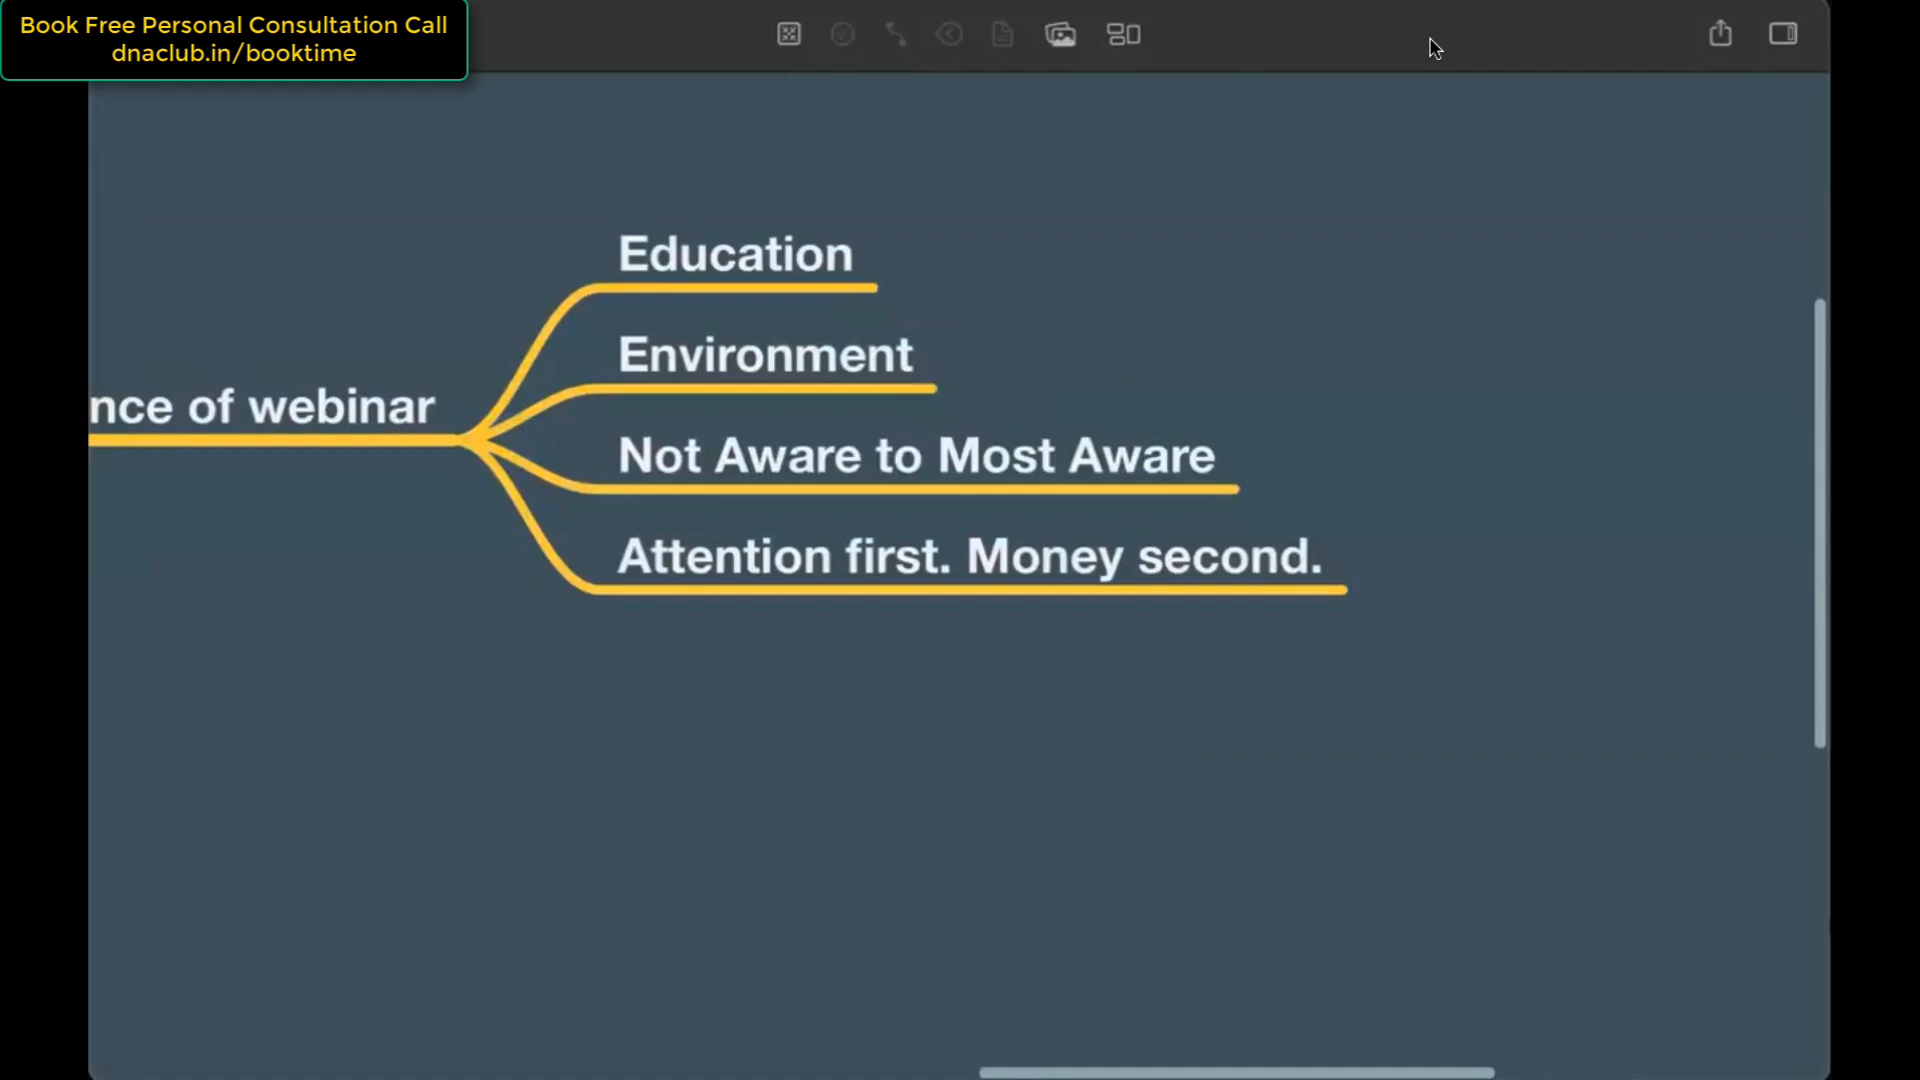 Book Free Personal Consultation Call
dnaclub.in/booktime
Education
Environment
nce of webinar
Not Aware to Most Aware
Attention first. Money second.